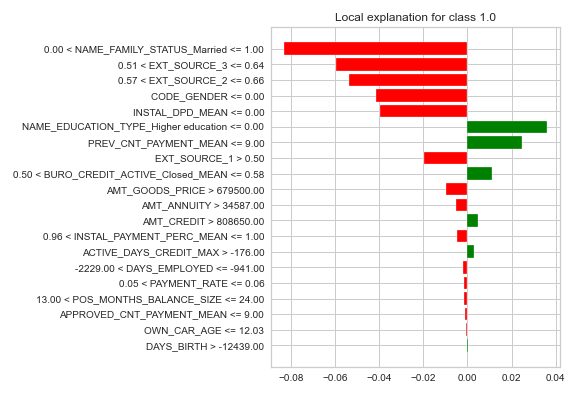 Local explanation for class 1.0
0.00 < NAME_FAMILY_STATUS_Married <= 1.00
0.51 < EXT_SOURCE_3 <= 0.64
0.57 < EXT_SOURCE_2 <= 0.66
CODE_GENDER <= 0.00
INSTAL_DPD_MEAN <= 0.00
NAME_EDUCATION_TYPE_Higher education <= 0.00
PREV_CNT_PAYMENT_MEAN <= 9.00
EXT_SOURCE_1 > 0.50
0.50 < BURO_CREDIT_ACTIVE_Closed_MEAN <= 0.58
AMT_GOODS_PRICE > 679500.00
AMT_ANNUITY > 34587.00
AMT_CREDIT > 808650.00
0.96 < INSTAL_PAYMENT_PERC_MEAN <= 1.00
ACTIVE_DAYS_CREDIT_MAX > -176.00
-2229.00 < DAYS_EMPLOYED <= -941.00
0.05 < PAYMENT_RATE <= 0.06
13.00 < POS_MONTHS_BALANCE_SIZE <= 24.00
APPROVED_CNT_PAYMENT_MEAN <= 9.00
OWN_CAR_AGE <= 12.03
DAYS_BIRTH > -12439.00
−0.08 −0.06 −0.04 −0.02 0.00 0.02 0.04